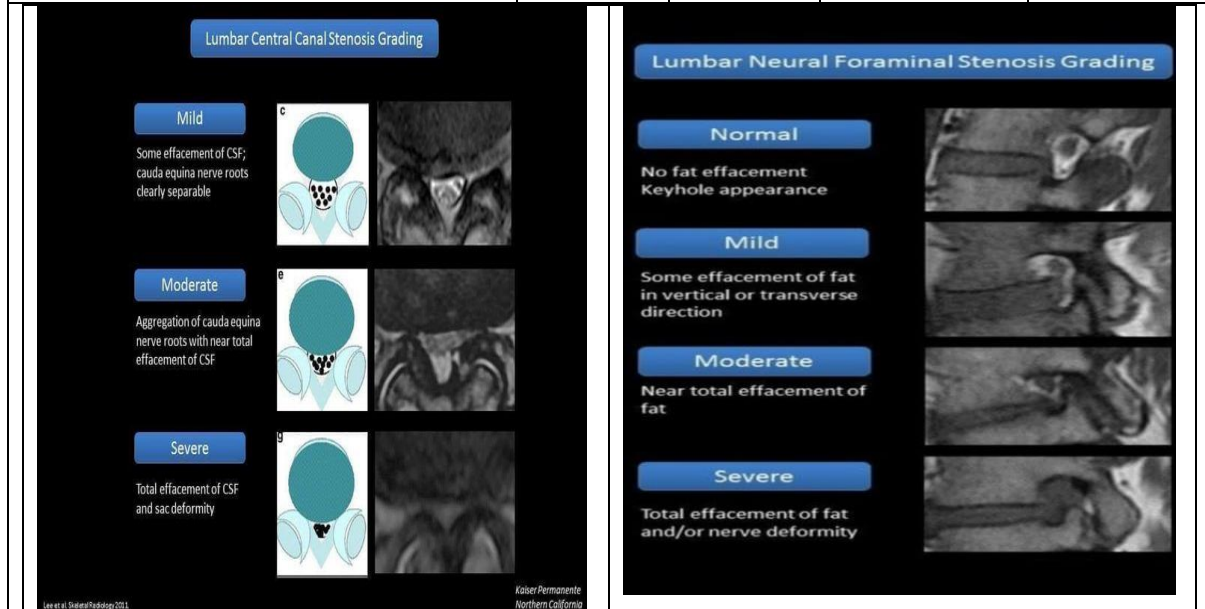 Lumbar Central Canal Stenosis Grading
Mild
Some effacement of CSF;
cauda equina nerve roots
clearly separable
c
Moderate
Aggregation of cauda equina
nerve roots with near total
effacement of CSF
e
Severe
Total effacement of CSF
and sac deformity
g
Lee et al. Skeletal Radiology 2011.
Kaiser Permanente
Northern California
Lumbar Neural Foraminal Stenosis Grading
Normal
No fat effacement
Keyhole appearance
Mild
Some effacement of fat
in vertical or transverse
direction
Moderate
Near total effacement of
fat
Severe
Total effacement of fat
and/or nerve deformity